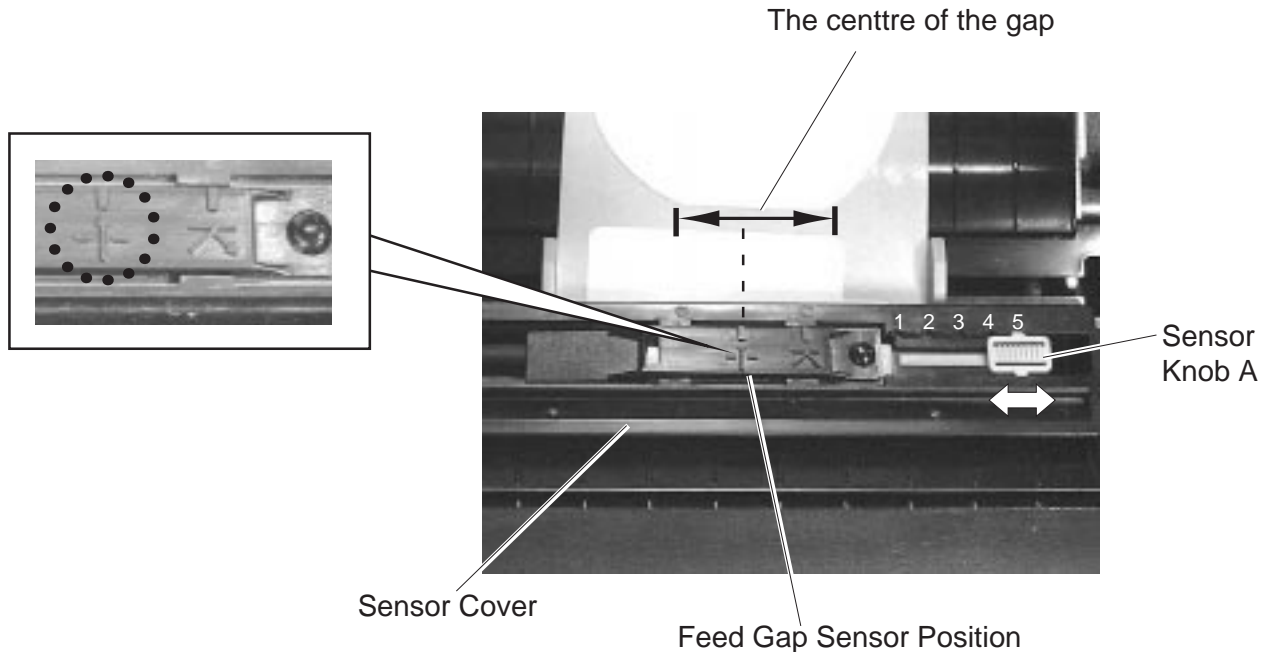 The centtre of the gap
1 2 3 4 5
Sensor
Knob A
Sensor Cover
Feed Gap Sensor Position